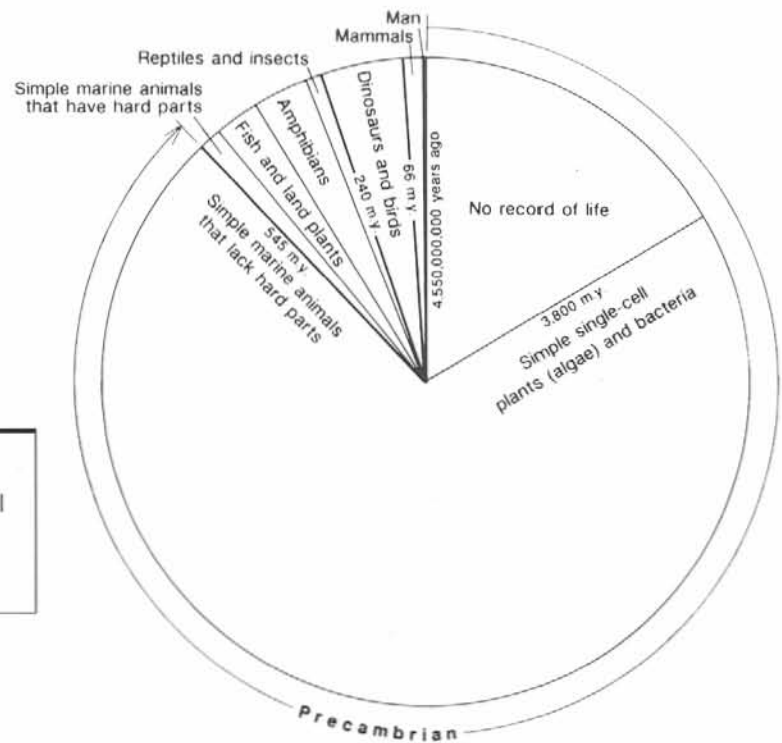 Man
Mammals
Reptiles and insects
Simple marine animals
that have hard parts
Fish and land plants
Amphibians
Dinosaurs and birds
545 m.y.
240 m.y.
66 m.y.
4,550,000,000 years ago
No record of life
3,800 m.y.
Simple single-cell
plants (algae) and bacteria
Simple marine animals
that lack hard parts
Precambrian